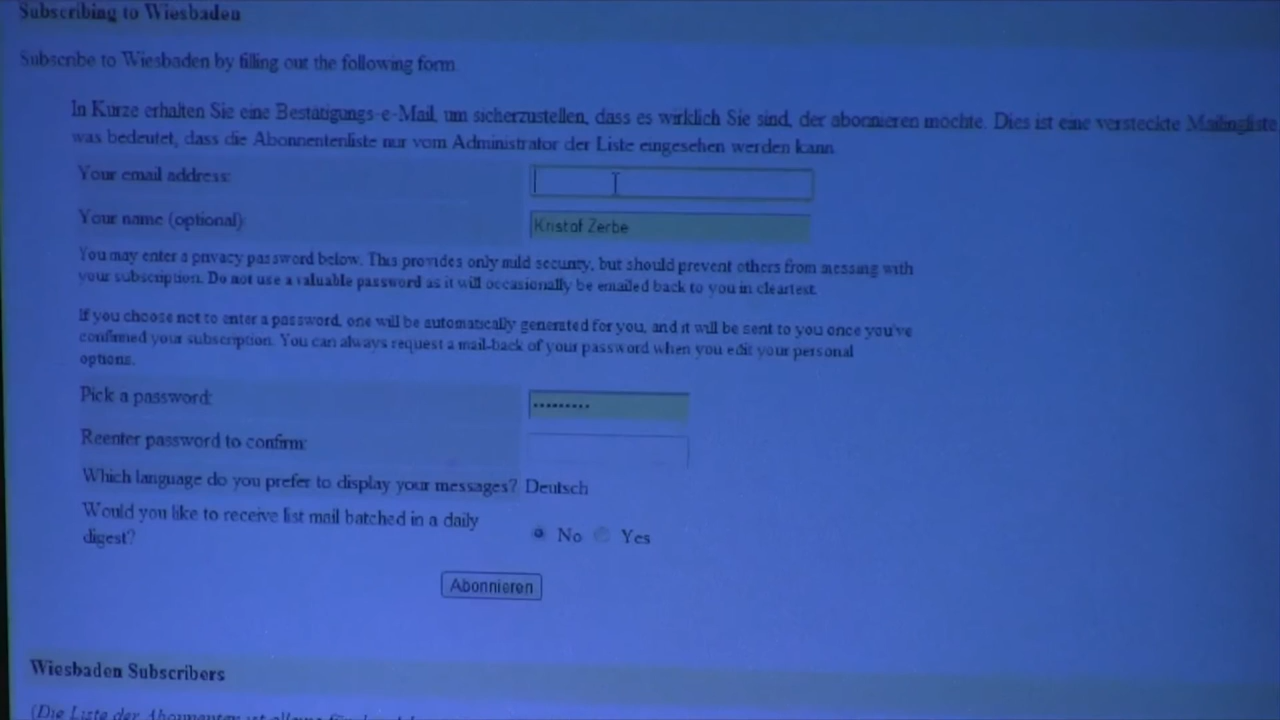 Subscribing to Wiesbaden
Subscribe to Wiesbaden by filling out the following form.
In Kürze erhalten Sie eine Bestätigungs-e-Mail, um sicherzustellen, dass es wirklich Sie sind, der abonnieren möchte. Dies ist eine versteckte Mailingliste
was bedeutet, dass die Abonnentenliste nur vom Administrator der Liste eingesehen werden kann.
Your email address:
Your name (optional):
Kristof Zerbe
You may enter a privacy password below. This provides only mild security, but should prevent others from messing with
your subscription. Do not use a valuable password as it will occasionally be emailed back to you in cleartext.
If you choose not to enter a password, one will be automatically generated for you, and it will be sent to you once you've
confirmed your subscription. You can always request a mail-back of your password when you edit your personal
options.
Pick a password:
Reenter password to confirm:
Which language do you prefer to display your messages? Deutsch
Would you like to receive list mail batched in a daily
digest?
No Yes
Abonnieren
Wiesbaden Subscribers
(Die Liste der Abonnenten ist